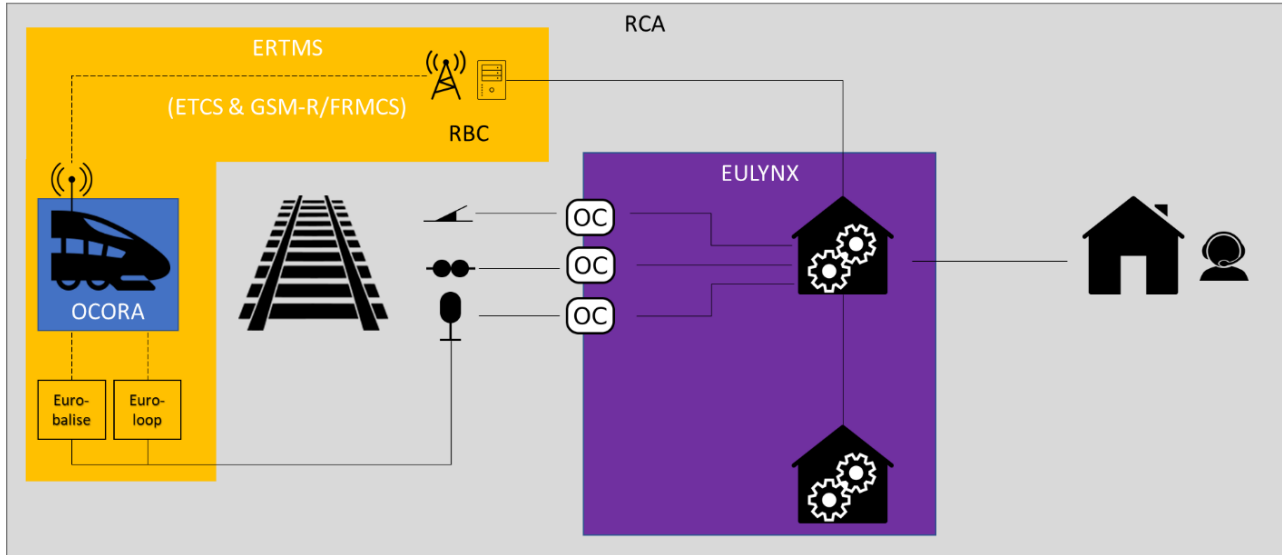 RCA
ERTMS
(ETCS & GSM-R/FRMCS)
RBC
EULYNX
OC
OC
OC
OCORA
Euro-
balise
Euro-
loop